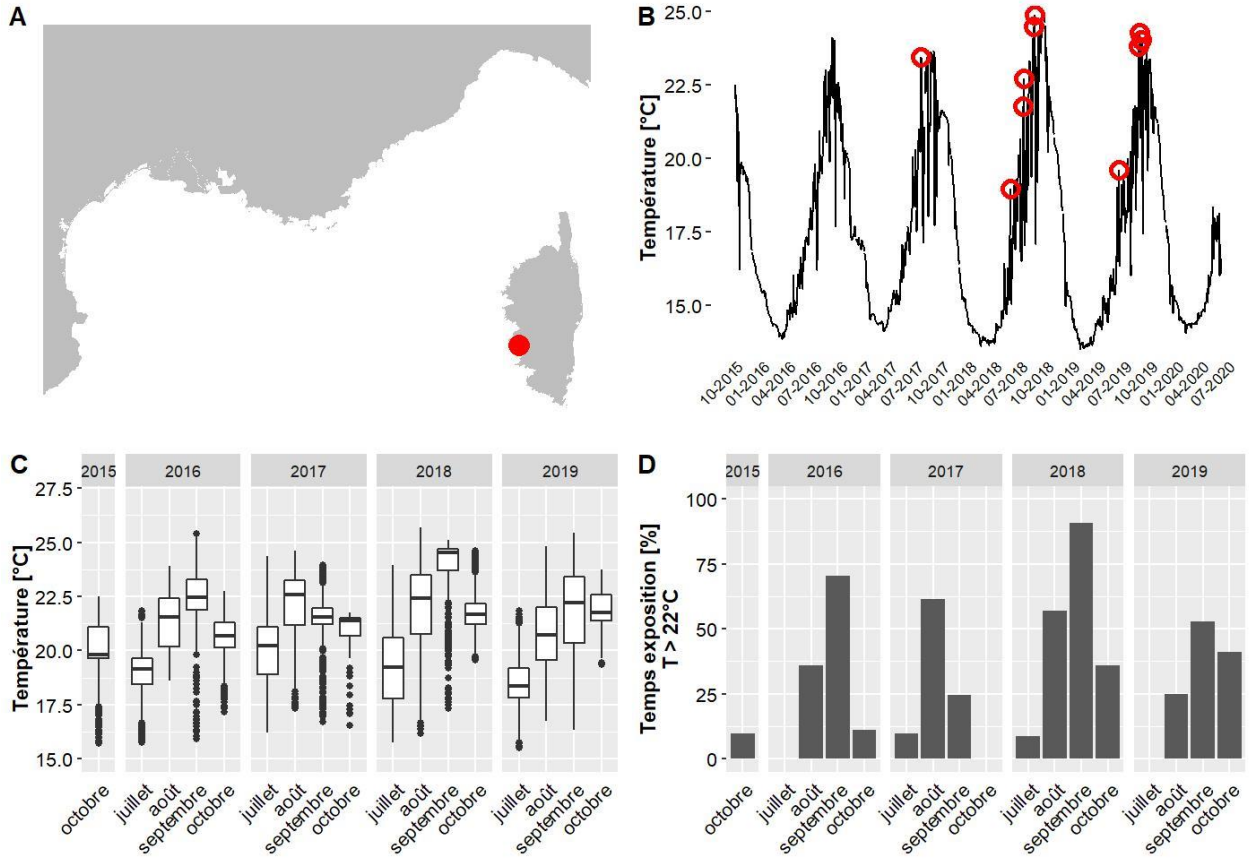 A
B
Température [°C]
25.0
22.5
20.0
17.5
15.0
10-2015
01-2016
04-2016
07-2016
10-2016
01-2017
04-2017
07-2017
10-2017
01-2018
04-2018
07-2018
10-2018
01-2019
04-2019
07-2019
10-2019
01-2020
04-2020
07-2020
C
2015
2016
2017
2018
2019
Température [°C]
27.5
25.0
22.5
20.0
17.5
15.0
octobre
juillet
août
septembre
octobre
juillet
août
septembre
octobre
juillet
août
septembre
octobre
juillet
août
septembre
octobre
D
2015
2016
2017
2018
2019
Temps exposition [%]
T > 22°C
100
75
50
25
0
octobre
juillet
août
septembre
octobre
juillet
août
septembre
octobre
juillet
août
septembre
octobre
juillet
août
septembre
octobre